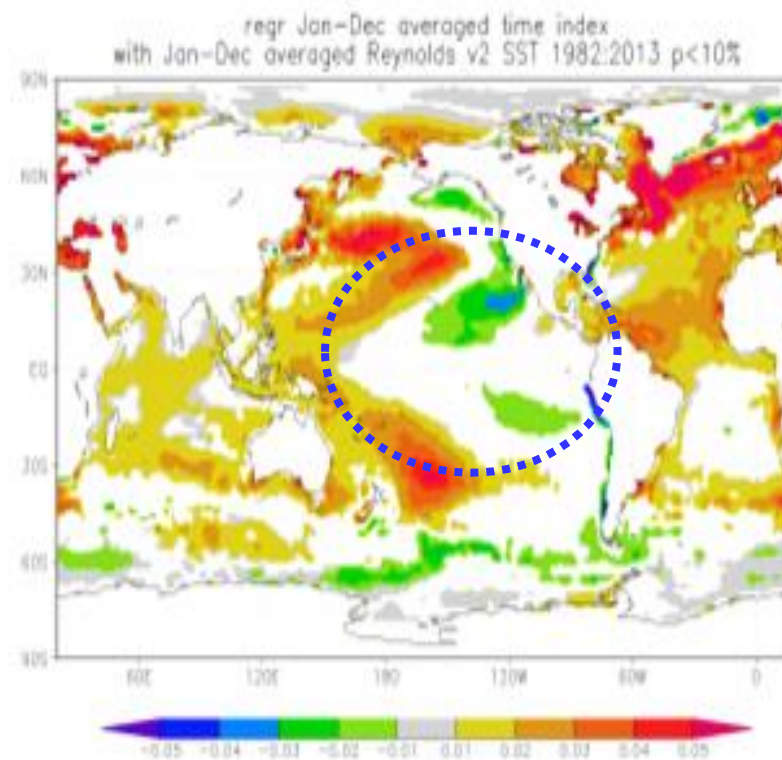 regr Jan-Dec averaged time index
with Jan-Dec averaged Reynolds v2 SST 1982:2013 p<10%
90N
60N
30N
EQ
30S
60S
90S
60E 120E 180 120W 60W 0
-0.05 -0.04 -0.03 -0.02 -0.01 0.01 0.02 0.03 0.04 0.05